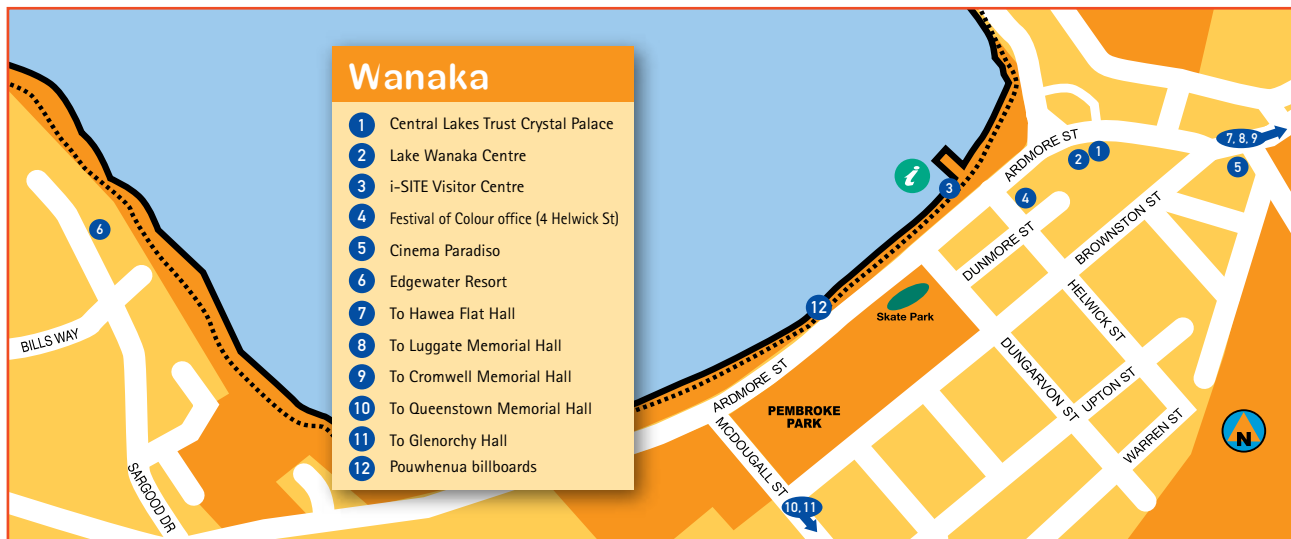 Wanaka
1 Central Lakes Trust Crystal Palace
2 Lake Wanaka Centre
3 i-SITE Visitor Centre
4 Festival of Colour office (4 Helwick St)
5 Cinema Paradiso
6 Edgewater Resort
7 To Hawea Flat Hall
8 To Luggate Memorial Hall
9 To Cromwell Memorial Hall
10 To Queenstown Memorial Hall
11 To Glenorchy Hall
12 Pouwhenua billboards
6
BILLS WAY
SARGOOD DR
i
3
ARDMORE ST
2
1
7, 8, 9
5
4
DUNMORE ST
BROWNSTON ST
HELWICK ST
12
Skate Park
ARDMORE ST
PEMBROKE
PARK
DUNGARVON ST
UPTON ST
WARREN ST
MCDOUGALL ST
10, 11
N